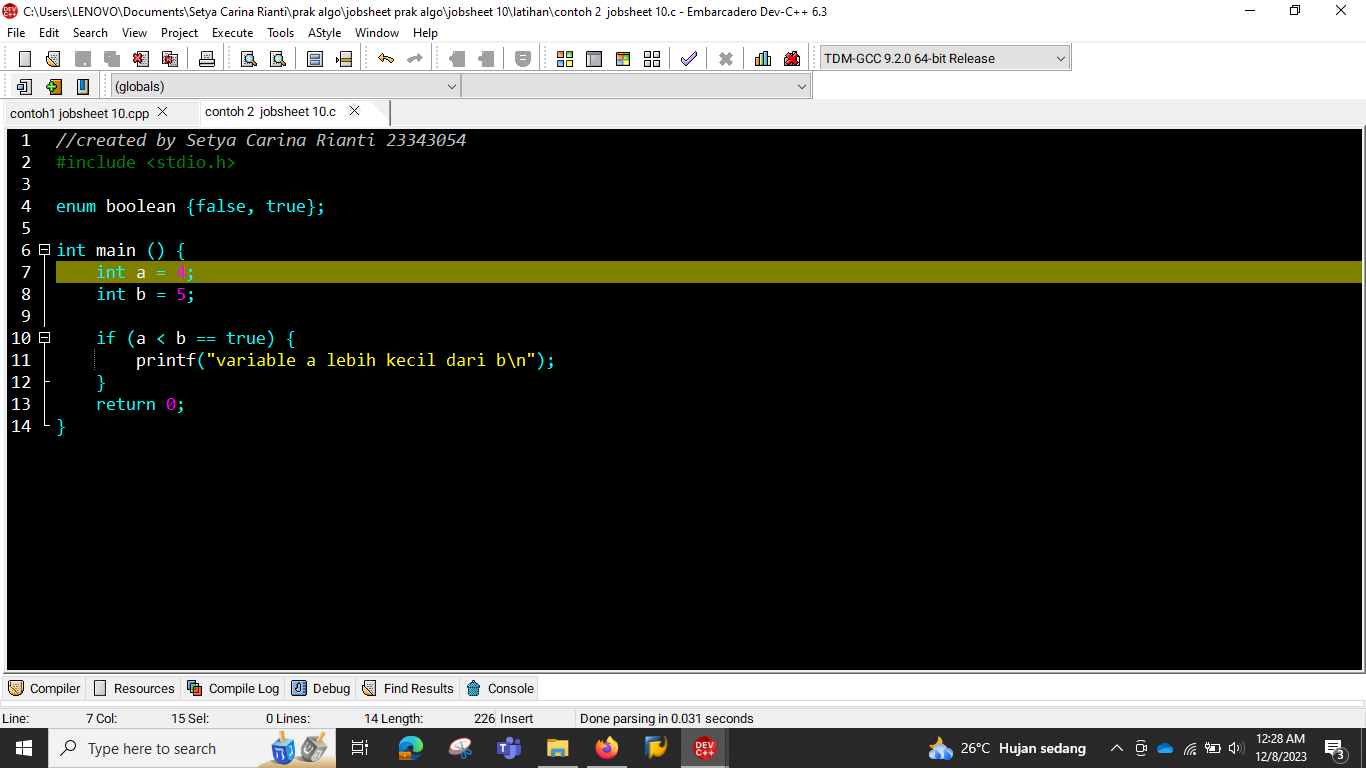 C:\Users\LENOVO\Documents\Setya Carina Rianti\prak algo\jobsheet prak algo\jobsheet 10\latihan\contoh 2  jobsheet 10.c - Embarcadero Dev-C++ 6.3
File Edit Search View Project Execute Tools AStyle Window Help
TDM-GCC 9.2.0 64-bit Release
(globals)
contoh1 jobsheet 10.cpp contoh 2  jobsheet 10.c
1 //created by Setya Carina Rianti 23343054
2 #include <stdio.h>
3
4 enum boolean {false, true};
5
6 int main () {
7     int a = 4;
8     int b = 5;
9
10     if (a < b == true) {
11         printf("variable a lebih kecil dari b\n");
12     }
13     return 0;
14 }
Compiler Resources Compile Log Debug Find Results Console
Line: 7 Col: 15 Sel: 0 Lines: 14 Length: 226 Insert Done parsing in 0.031 seconds
Type here to search
DEV C++
26°C Hujan sedang
12:28 AM
12/8/2023
3